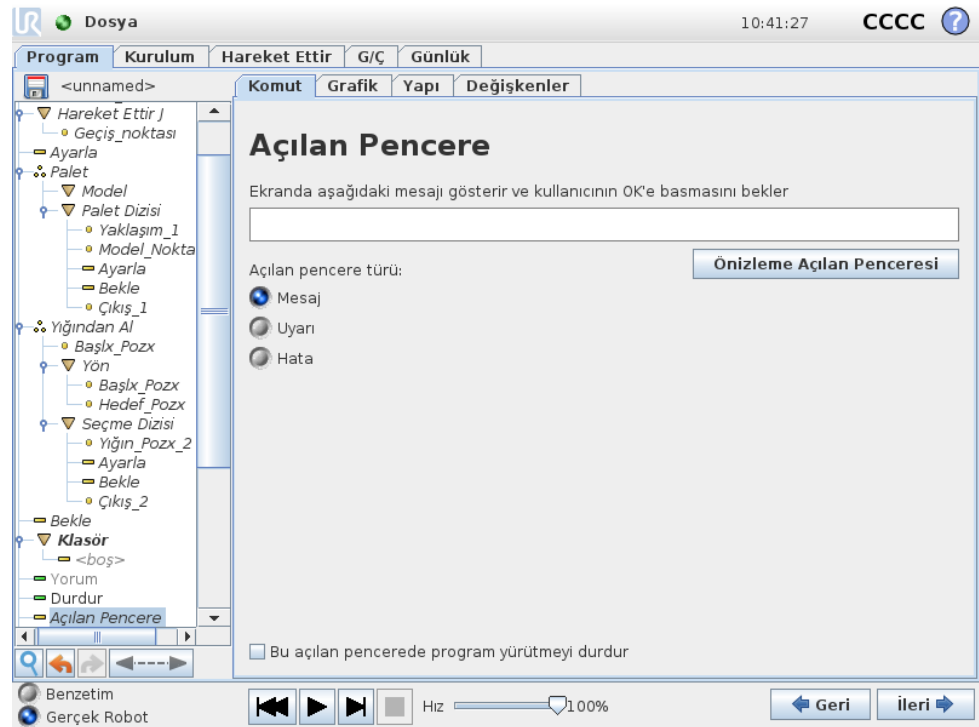 UR Dosya 10:41:27 CCCC ?
Program Kurulum Hareket Ettir G/Ç Günlük
<unnamed>
Komut Grafik Yapı Değişkenler
Hareket Ettir J
Geçiş_noktası
Ayarla
Palet
Model
Palet Dizisi
Yaklaşım_1
Model_Nokta
Ayarla
Bekle
Çıkış_1
Yığından Al
Başlx_Pozx
Yön
Başlx_Pozx
Hedef_Pozx
Seçme Dizisi
Yığın_Pozx_2
Ayarla
Bekle
Çıkış_2
Bekle
Klasör
<boş>
Yorum
Durdur
Açılan Pencere
Açılan Pencere
Ekranda aşağıdaki mesajı gösterir ve kullanıcının OK'e basmasını bekler
Önizleme Açılan Penceresi
Açılan pencere türü:
Mesaj
Uyarı
Hata
Bu açılan pencerede program yürütmeyi durdur
Benzetim
Gerçek Robot
Hız 100%
Geri İleri